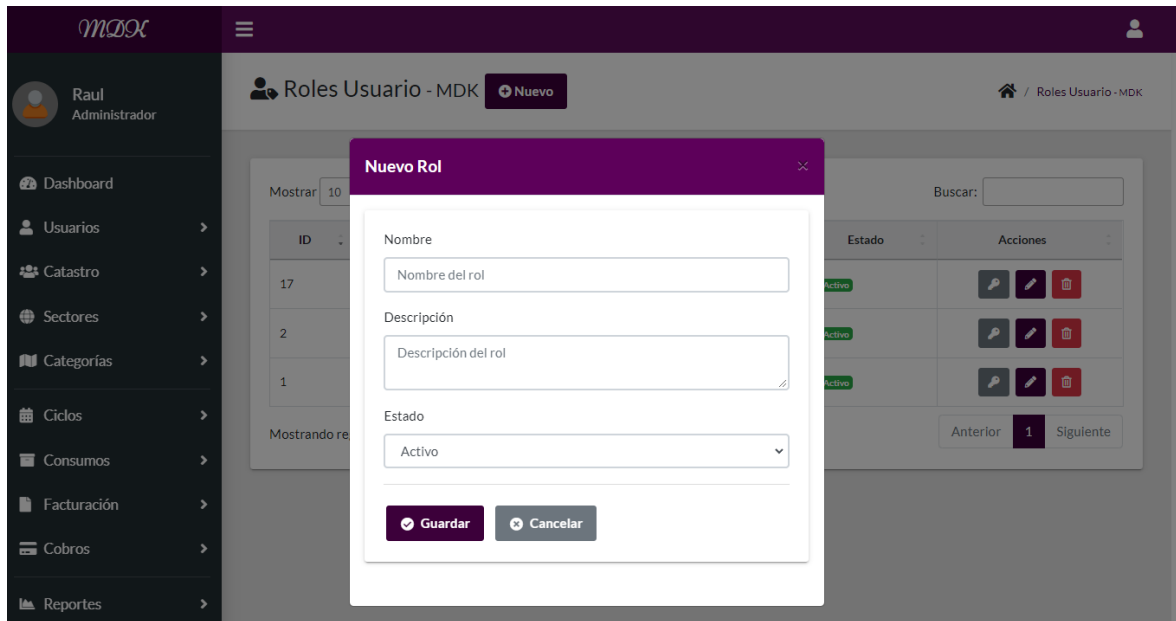 MDK
Raul
Administrador
Dashboard
Usuarios
Catastro
Sectores
Categorías
Ciclos
Consumos
Facturación
Cobros
Reportes
Roles Usuario - MDK
Nuevo
/ Roles Usuario - MDK
Mostrar 10
Buscar:
ID Estado Acciones
17 Activo
2 Activo
1 Activo
Mostrando
Anterior 1 Siguiente
Nuevo Rol
×
Nombre
Nombre del rol
Descripción
Descripción del rol
Estado
Activo
Guardar Cancelar